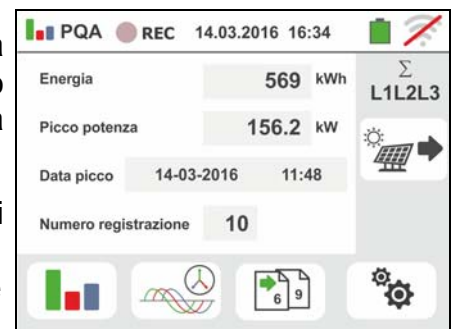 PQA REC 14.03.2016 16:34
Energia 569 kWh
Σ
L1L2L3
Picco potenza 156.2 kW
Data picco 14-03-2016 11:48
Numero registrazione 10
6 9